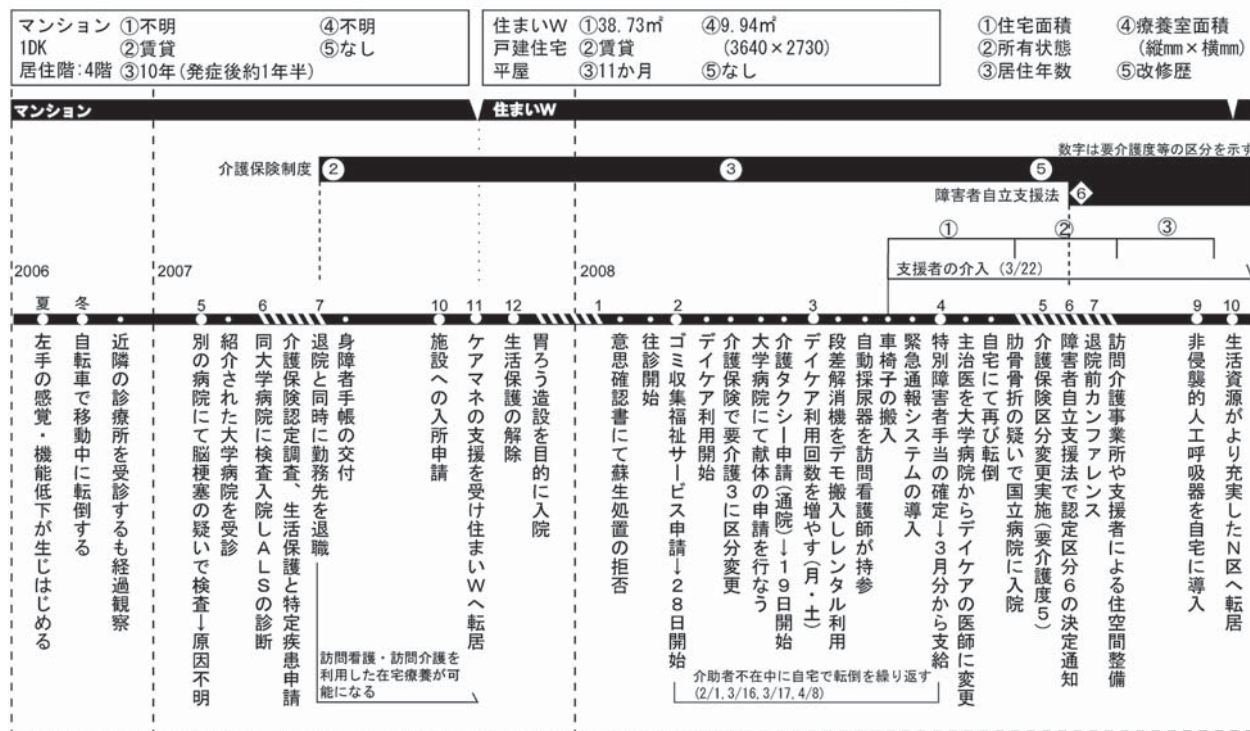 マンション ①不明 ④不明
1DK ②賃貸 ⑤なし
居住階:4階 ③10年(発症後約1年半)
住まいW ①38.73㎡ ④9.94㎡
戸建住宅 ②賃貸 (3640×2730)
平屋 ③11か月 ⑤なし
①住宅面積 ④療養室面積
②所有状態 (縦mm×横mm)
③居住年数 ⑤改修歴
マンション 住まいW
数字は要介護度等の区分を示す
介護保険制度 ② ③ ⑤
障害者自立支援法 6
① ② ③
支援者の介入 (3/22)
2006 2007 2008
夏 冬 5 6 7 10 11 12 1 2 3 4 5 6 7 9 10
左手の感覚・機能低下が生じはじめる
自転車で移動中に転倒する
近隣の診療所を受診するも経過観察
別の病院にて脳梗塞の疑いで検査→原因不明
紹介された大学病院を受診
同大学病院に検査入院しALSの診断
介護保険認定調査、生活保護と特定疾患申請
退院と同時に勤務先を退職
身障者手帳の交付
施設への入所申請
ケアマネの支援を受け住まいWへ転居
生活保護の解除
胃ろう造設を目的に入院
意思確認書にて蘇生処置の拒否
往診開始
ゴミ収集福祉サービス申請→28日開始
デイケア利用開始
介護保険で要介護3に区分変更
大学病院にて献体の申請を行なう
介護タクシー申請(通院)→19日開始
デイケア利用回数を増やす(月・土)
段差解消機をデモ搬入しレンタル利用
自動採尿器を訪問看護師が持参
車椅子の搬入
緊急通報システムの導入
特別障害者手当の確定→3月分から支給
主治医を大学病院からデイケアの医師に変更
自宅にて再び転倒
肋骨骨折の疑いで国立病院に入院
介護保険区分変更実施(要介護度5)
障害者自立支援法で認定区分6の決定通知
退院前カンファレンス
訪問介護事業所や支援者による住空間整備
非侵襲的人工呼吸器を自宅に導入
生活資源がより充実したN区へ転居
訪問看護・訪問介護を
利用した在宅療養が可
能になる
介助者不在中に自宅で転倒を繰り返す
(2/1,3/16,3/17,4/8)